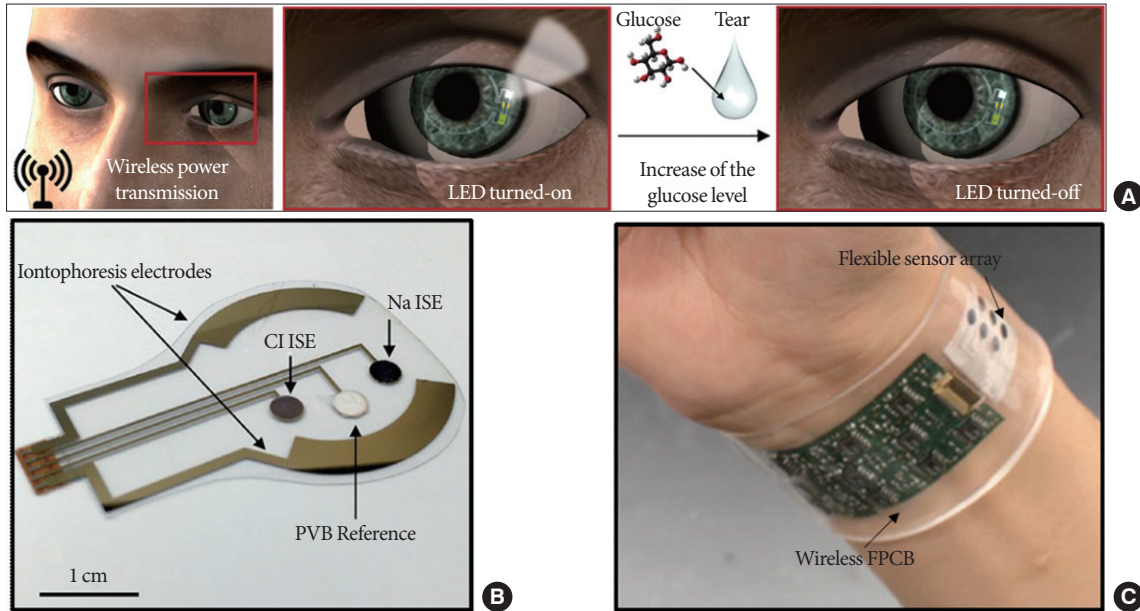 Wireless power
transmission
LED turned-on
Glucose
Tear
Increase of the
glucose level
LED turned-off
A
Iontophoresis electrodes
Na ISE
CI ISE
PVB Reference
1 cm
B
Flexible sensor array
Wireless FPCB
C